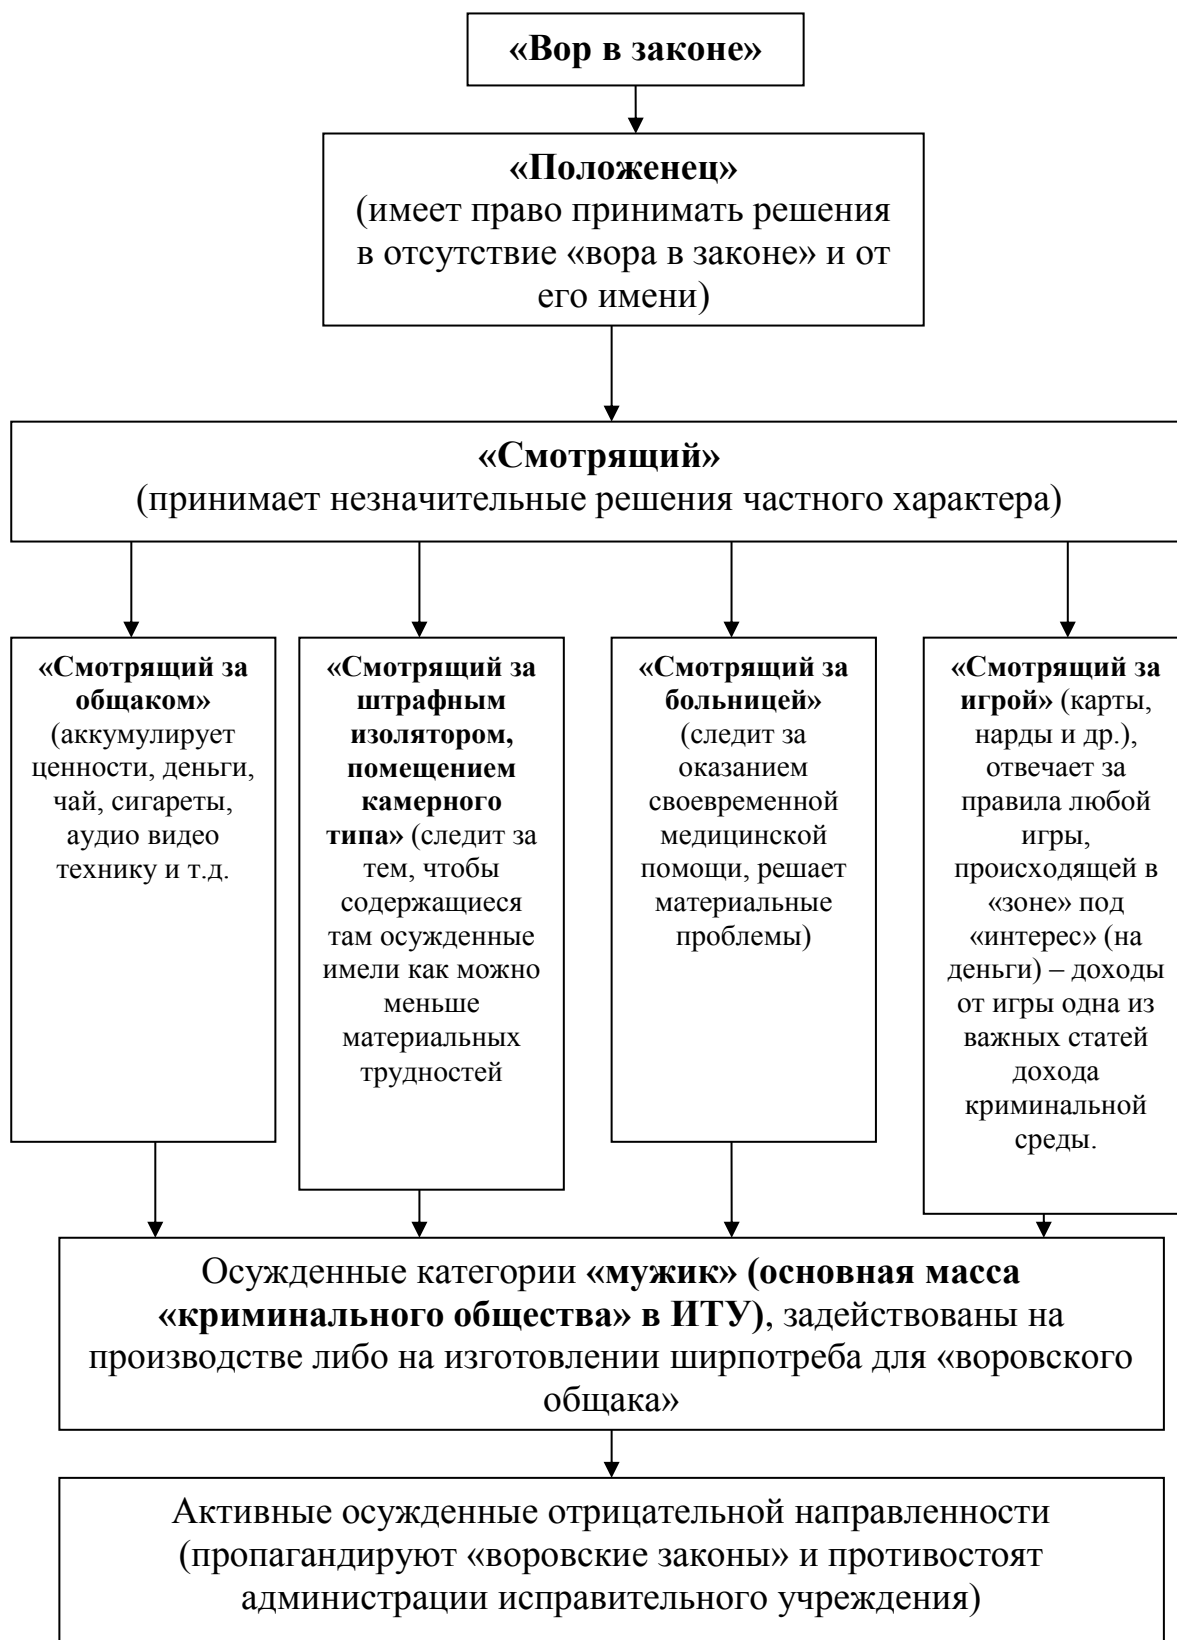 «Вор в законе»
«Положенец»
(имеет право принимать решения
в отсутствие «вора в законе» и от
его имени)
«Смотрящий»
(принимает незначительные решения частного характера)
«Смотрящий за
общаком»
(аккумулирует
ценности, деньги,
чай, сигареты,
аудио видео
технику и т.д.
«Смотрящий за
штрафным
изолятором,
помещением
камерного
типа» (следит за
тем, чтобы
содержащиеся
там осужденные
имели как можно
меньше
материальных
трудностей
«Смотрящий за
больницей»
(следит за
оказанием
своевременной
медицинской
помощи, решает
материальные
проблемы)
«Смотрящий за
игрой» (карты,
нарды и др.),
отвечает за
правила любой
игры,
происходящей в
«зоне» под
«интерес» (на
деньги) – доходы
от игры одна из
важных статей
дохода
криминальной
среды.
Осужденные категории «мужик» (основная масса
«криминального общества» в ИТУ), задействованы на
производстве либо на изготовлении ширпотреба для «воровского
общака»
Активные осужденные отрицательной направленности
(пропагандируют «воровские законы» и противостоят
администрации исправительного учреждения)